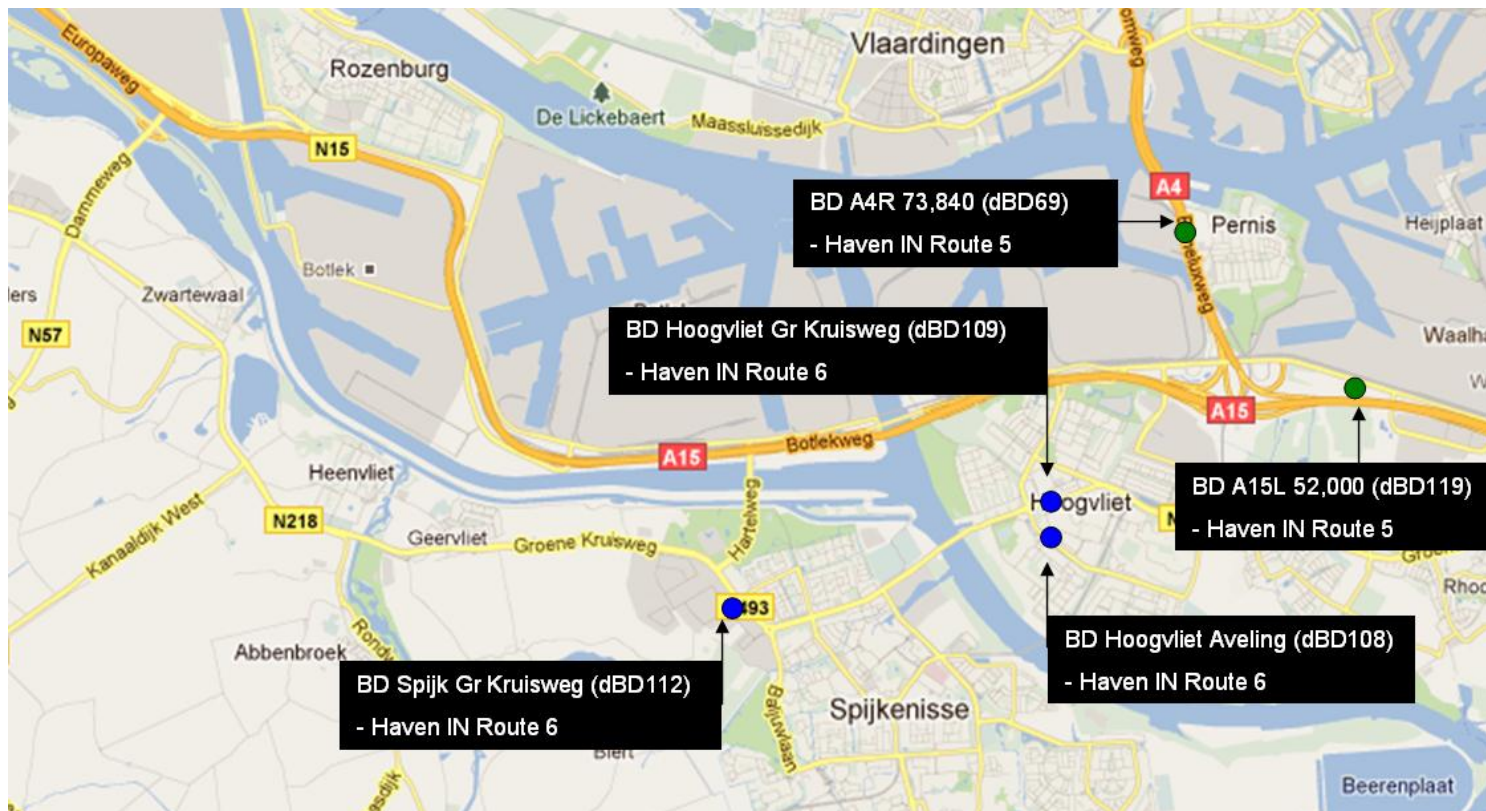 Europaweg
Rozenburg
Vlaardingen
De Lickebaert
Maassluissedijk
N15
Dammeweg
BD A4R 73,840 (dBD69)
- Haven IN Route 5
A4
Pernis
Heijplaat
Botlek
Zwartewaal
N57
BD Hoogvliet Gr Kruisweg (dBD109)
- Haven IN Route 6
A15
Botlekweg
A15
Heenvliet
Hartelweg
Hoogvliet
BD A15L 52,000 (dBD119)
- Haven IN Route 5
Kanaaldijk West
N218
Geervliet
Groene Kruisweg
Abbenbroek
BD Hoogvliet Aveling (dBD108)
- Haven IN Route 6
BD Spijk Gr Kruisweg (dBD112)
- Haven IN Route 6
Baljuwlaan
Spijkenisse
Biert
Beerenplaat